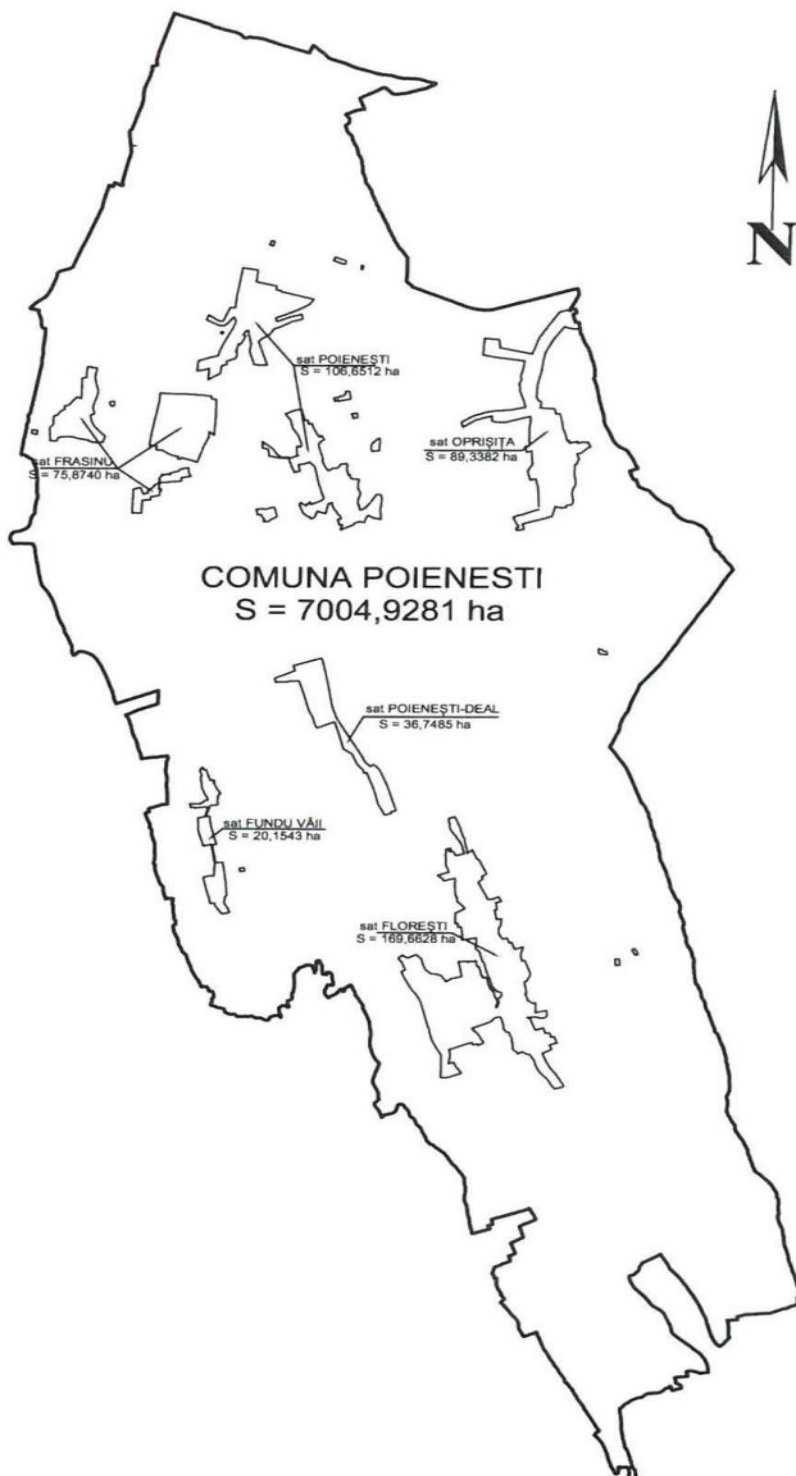 N
sat POIENEȘTI
S = 106,6512 ha
sat OPRIȘIȚA
S = 89,3382 ha
sat FRASINU
S = 75,8740 ha
COMUNA POIENESTI
S = 7004,9281 ha
sat POIENEȘTI-DEAL
S = 36,7485 ha
sat FUNDU VĂII
S = 20,1543 ha
sat FLOREȘTI
S = 169,6628 ha